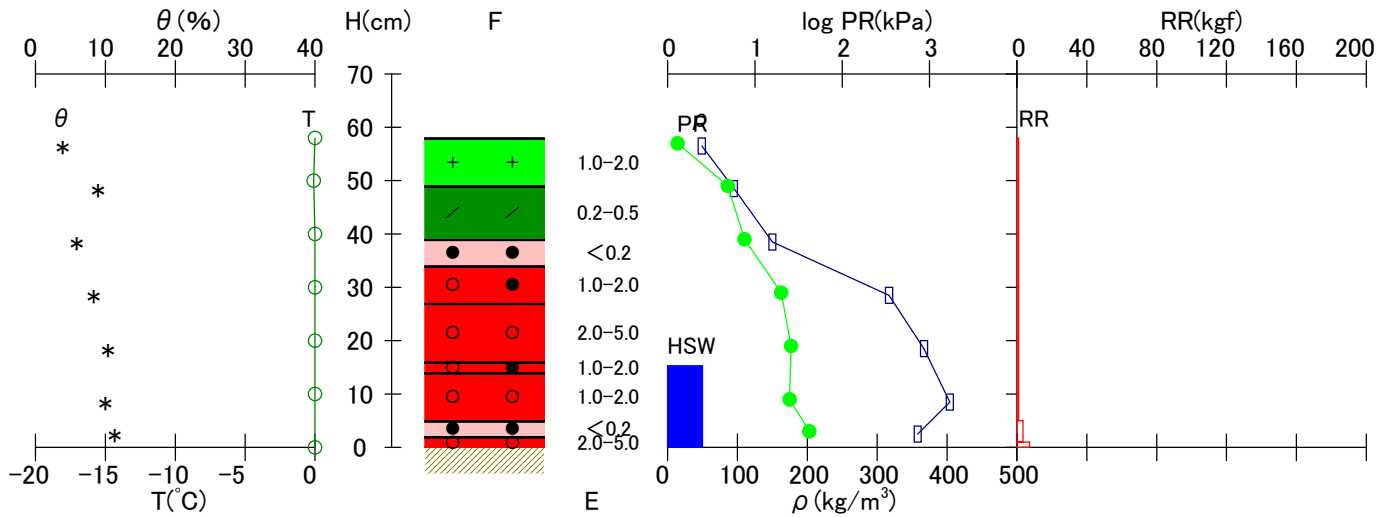 θ(%) H(cm) F log PR(kPa) RR(kgf)
0 10 20 30 40 0 1 2 3 0 40 80 120 160 200
70
θ T PR ρ RR
60
1.0-2.0
50
0.2-0.5
40
<0.2
30 1.0-2.0
2.0-5.0
20
HSW
1.0-2.0
10 1.0-2.0
<0.2
0 2.0-5.0
-20 -15 -10 -5 0 0 100 200 300 400 500
T(°C) E ρ(kg/m³)